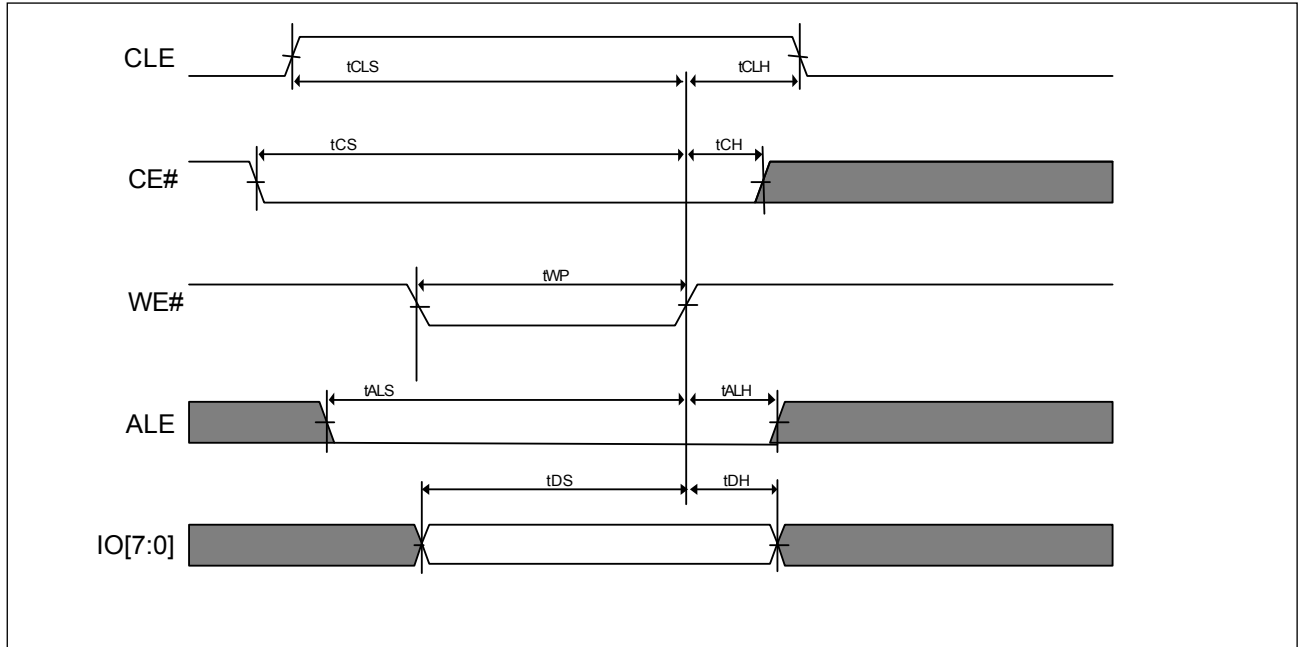 CLE
tCLS
tCLH
tCS
tCH
CE#
tWP
WE#
tALS
tALH
ALE
tDS
tDH
IO[7:0]